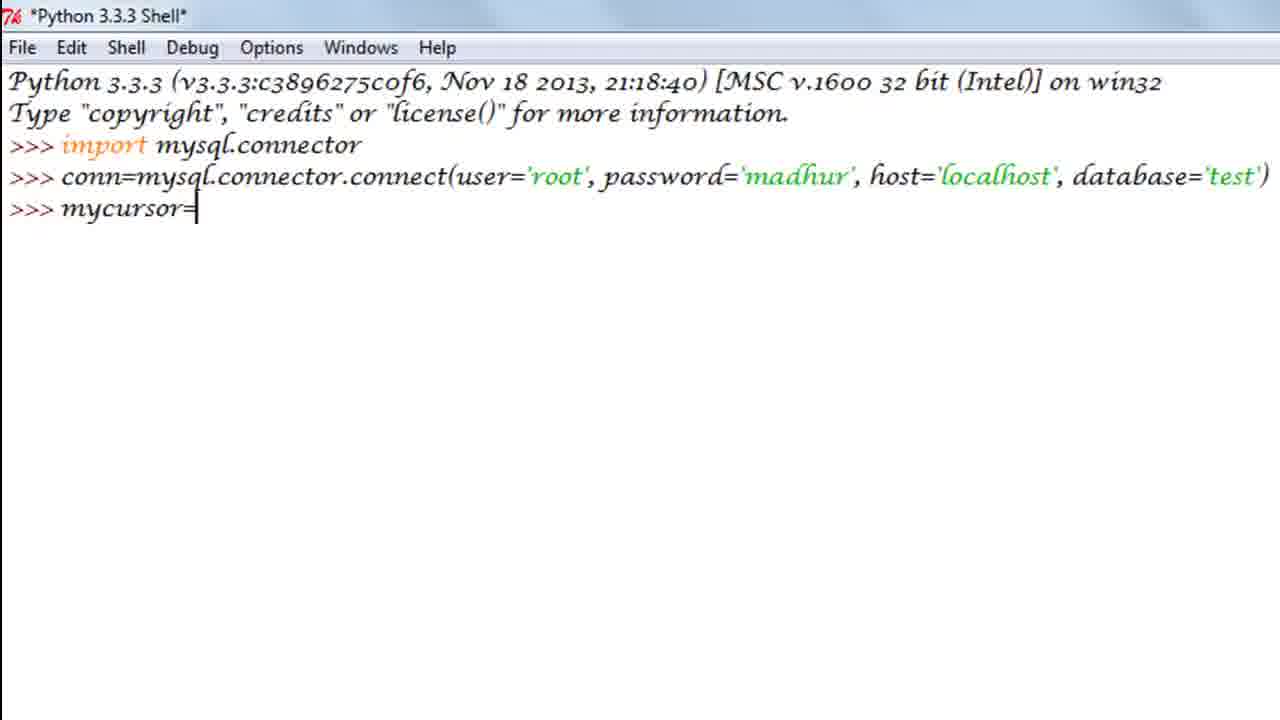 *Python 3.3.3 Shell*
File Edit Shell Debug Options Windows Help
Python 3.3.3 (v3.3.3:c3896275c0f6, Nov 18 2013, 21:18:40) [MSC v.1600 32 bit (Intel)] on win32
Type "copyright", "credits" or "license()" for more information.
>>> import mysql.connector
>>> conn=mysql.connector.connect(user='root', password='madhur', host='localhost', database='test')
>>> mycursor=